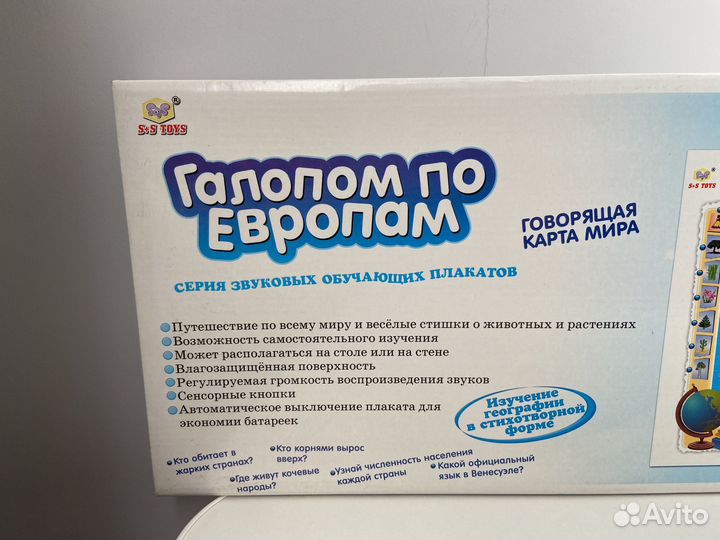 S+S TOYS
Галопом по
Европам
СЕРИЯ ЗВУКОВЫХ ОБУЧАЮЩИХ ПЛАКАТОВ
ГОВОРЯЩАЯ
КАРТА МИРА
S+S TOYS
Путешествие по всему миру и весёлые стишки о животных и растениях
Возможность самостоятельного изучения
Может располагаться на столе или на стене
Влагозащищённая поверхность
Регулируемая громкость воспроизведения звуков
Сенсорные кнопки
Автоматическое выключение плаката для
экономии батареек
Изучение
географии
в стихотворной
форме
•Кто обитает в
жарких странах?
•Кто корнями вырос
вверх?
•Где живут кочевые
народы?
•Узнай численность населения
каждой страны
•Какой официальный
язык в Венесуэле?
Avito